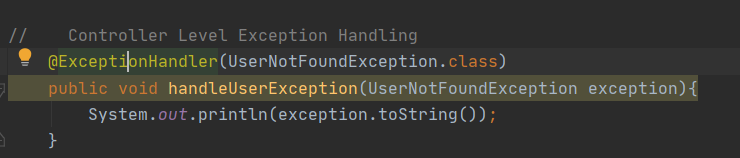 //    Controller Level Exception Handling
@ExceptionHandler(UserNotFoundException.class)
public void handleUserException(UserNotFoundException exception){
System.out.println(exception.toString());
}